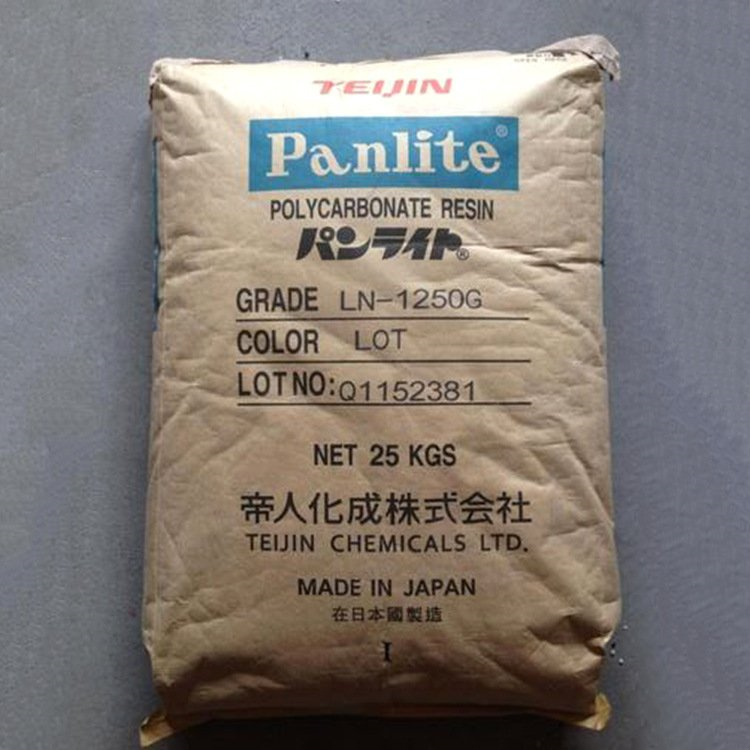 TEIJIN
Panlite®
POLYCARBONATE RESIN
パンライト®
GRADE LN-1250G
COLOR LOT
LOT NO: Q1152381
NET 25 KGS
帝人化成株式会社
TEIJIN CHEMICALS LTD.
MADE IN JAPAN
在日本國製造
I